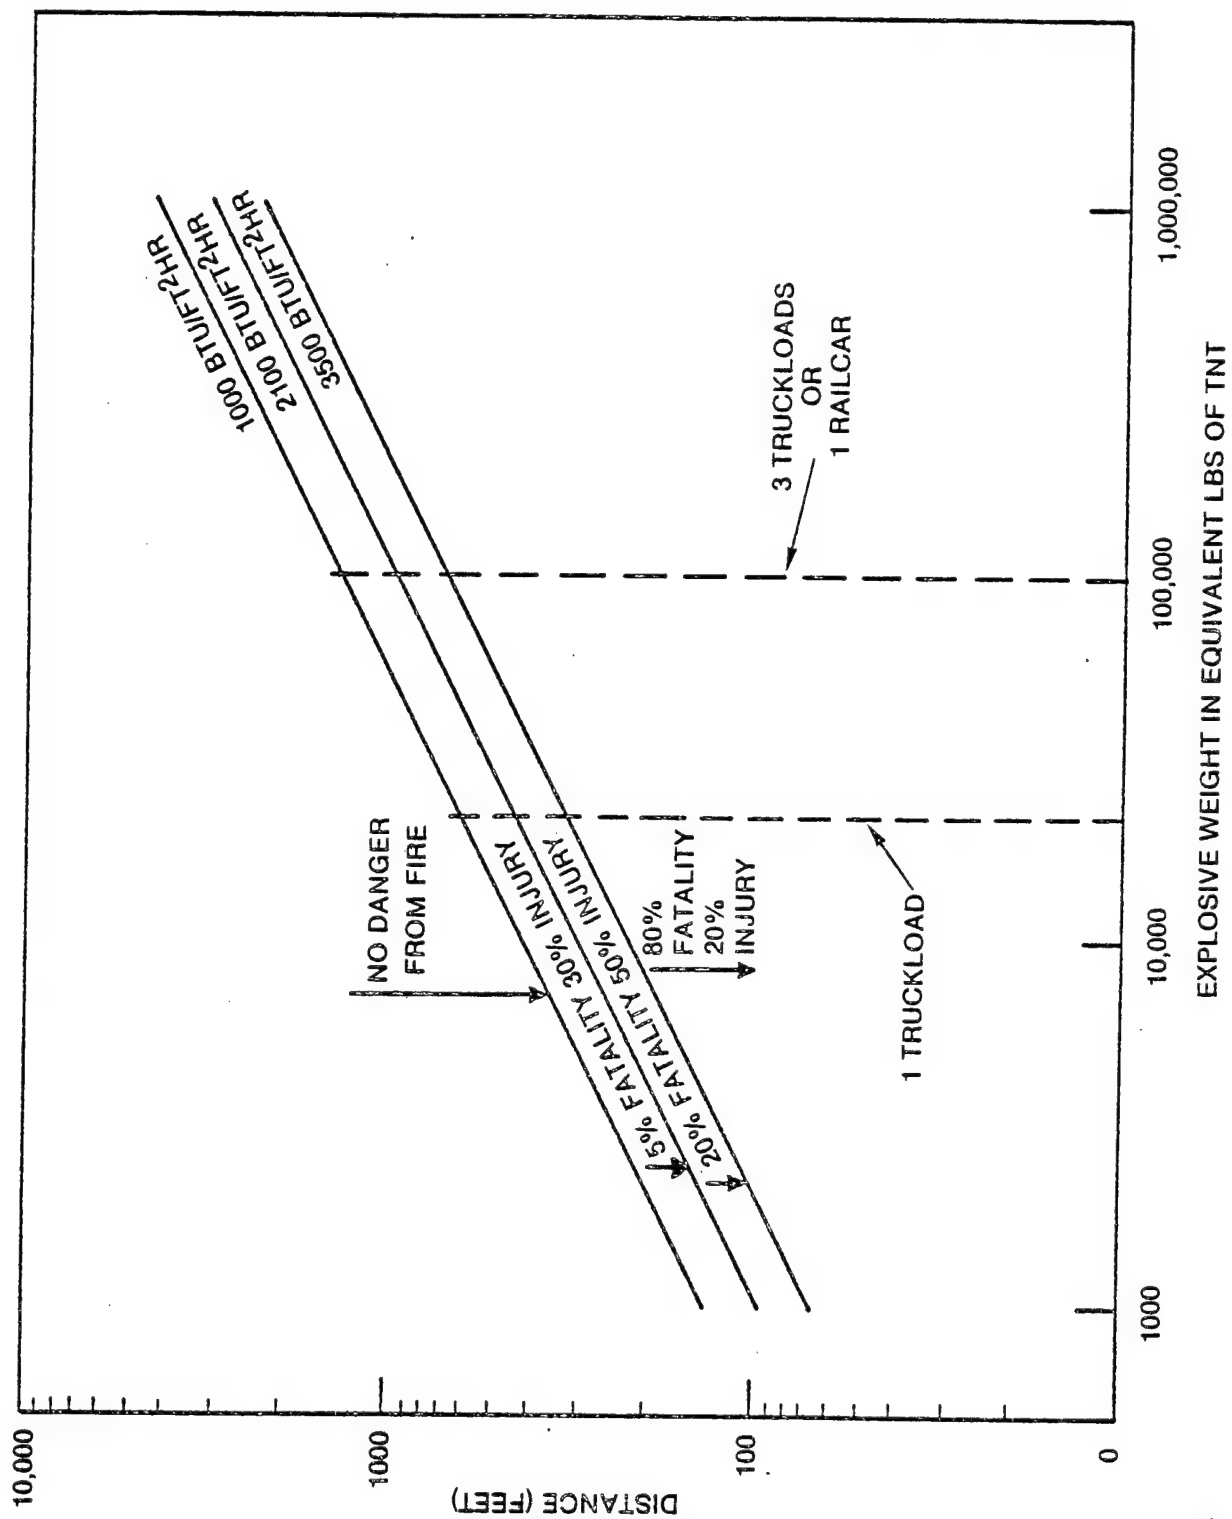 10,000
1000
100
0
DISTANCE (FEET)
1000 BTU/FT2HR
2100 BTU/FT2HR
3500 BTU/FT2HR
NO DANGER
FROM FIRE
5% FATALITY 30% INJURY
20% FATALITY 50% INJURY
80%
FATALITY
20%
INJURY
1 TRUCKLOAD
3 TRUCKLOADS
OR
1 RAILCAR
1000
10,000
100,000
1,000,000
EXPLOSIVE WEIGHT IN EQUIVALENT LBS OF TNT